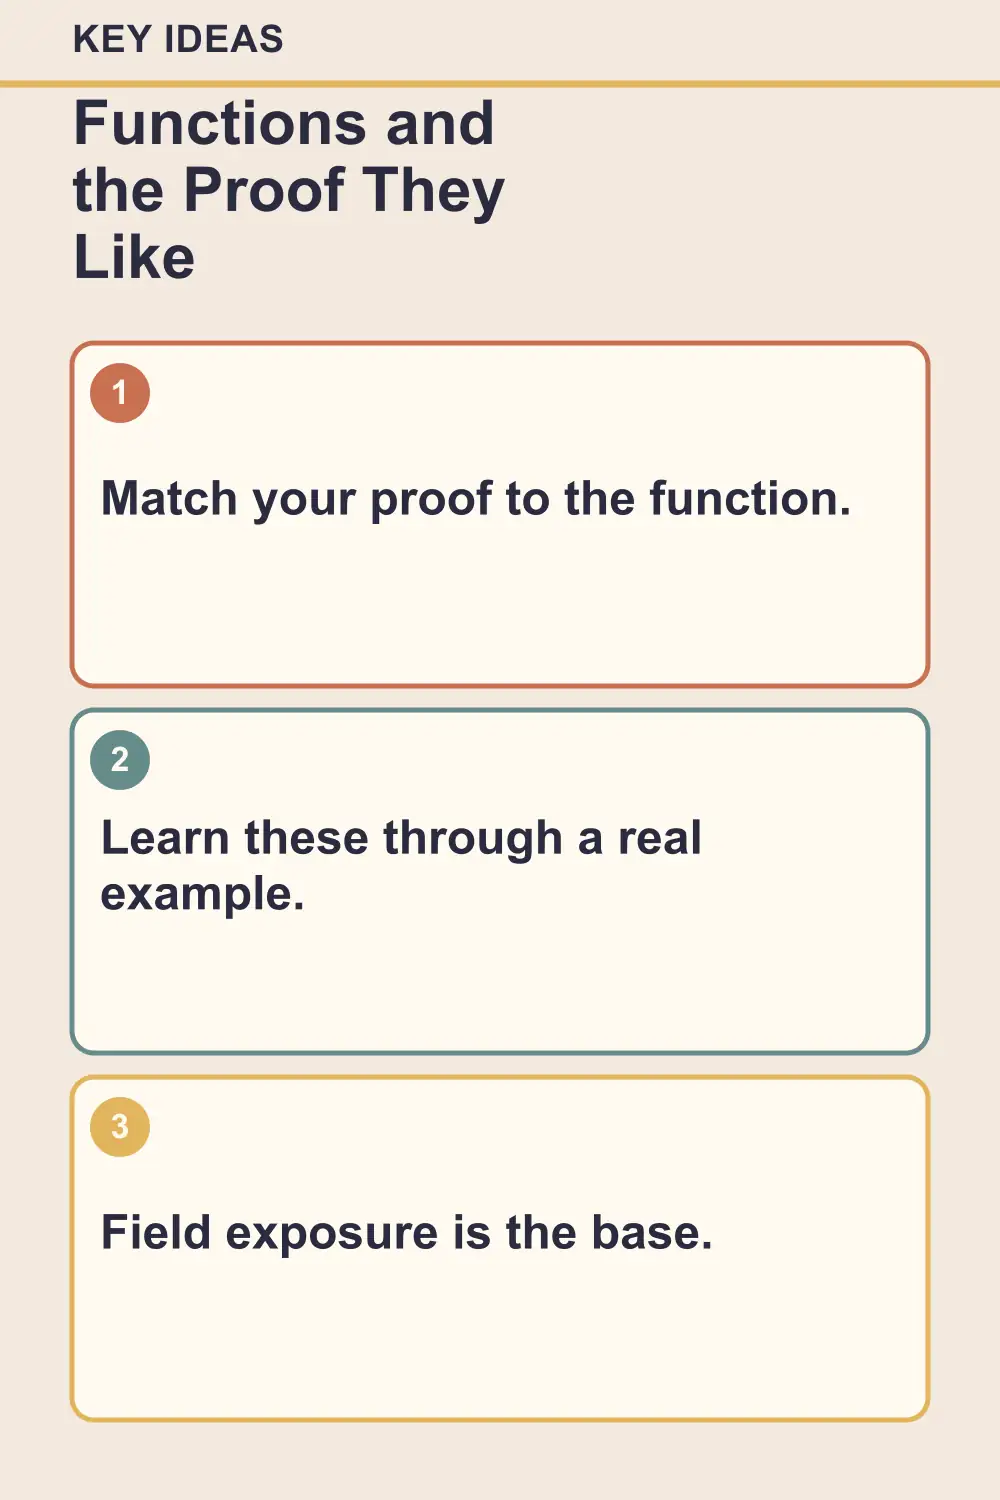 KEY IDEAS
Functions and
the Proof They
Like
1
Match your proof to the function.
2
Learn these through a real
example.
3
Field exposure is the base.